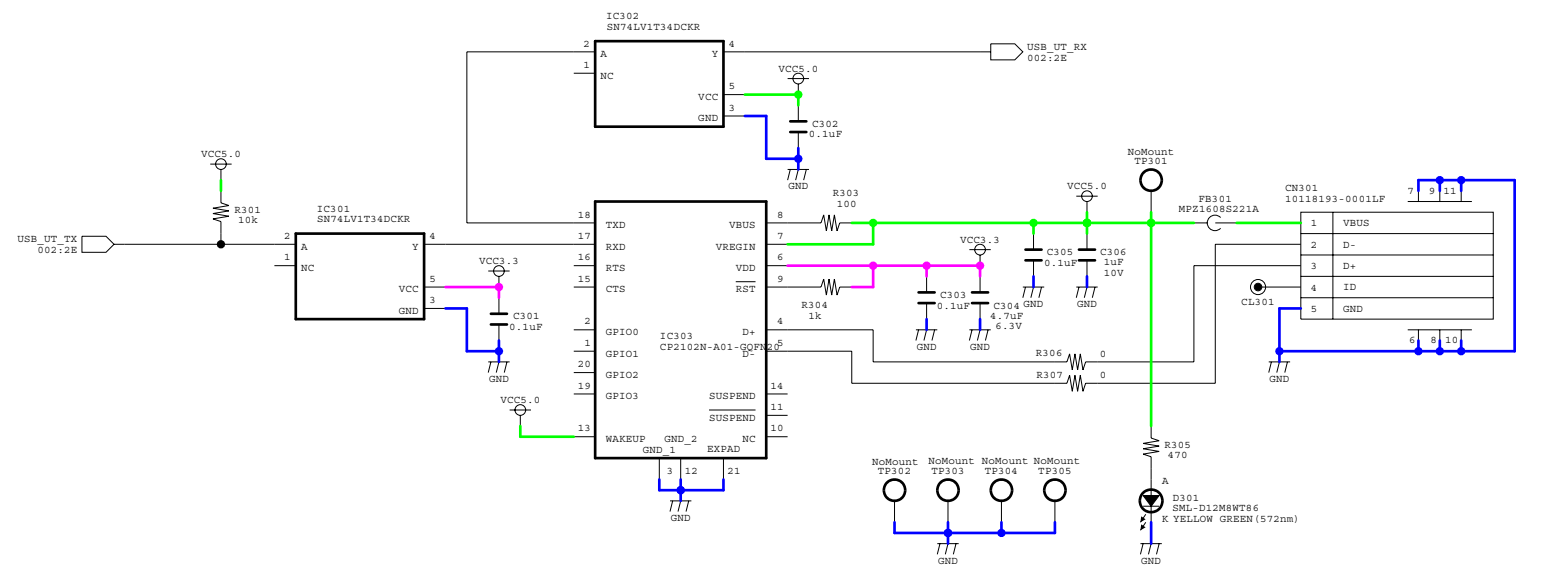 IC302
SN74LV1T34DCKR
2
A
Y
4
1
NC
VCC
5
GND
3
USB_UT_RX
002:2E
VCC5.0
C302
0.1uF
GND
VCC5.0
R301
10k
USB_UT_TX
002:2E
IC301
SN74LV1T34DCKR
2
A
Y
4
1
NC
VCC
5
GND
3
VCC3.3
C301
0.1uF
GND
VCC5.0
18
TXD
17
RXD
16
RTS
15
CTS
2
GPIO0
1
GPIO1
20
GPIO2
19
GPIO3
13
WAKEUP
IC303
CP2102N-A01-GQFN20
VBUS
8
VREGIN
7
VDD
6
RST
9
D+
4
D-
5
SUSPEND
14
SUSPEND
11
NC
10
GND_1
GND_2
EXPAD
3
12
21
GND
R303
100
R304
1k
VCC3.3
C303
0.1uF
GND
C304
4.7uF
6.3V
GND
VCC5.0
C305
0.1uF
GND
C306
1uF
10V
GND
NoMount
TP301
FB301
MPZ1608S221A
CN301
10118193-0001LF
1 VBUS
2 D-
3 D+
4 ID
5 GND
7 9 11
6 8 10
CL301
GND
R306 0
R307 0
R305
470
A
D301
SML-D12M8WT86
K YELLOW GREEN(572nm)
GND
NoMount
TP302
NoMount
TP303
NoMount
TP304
NoMount
TP305
GND